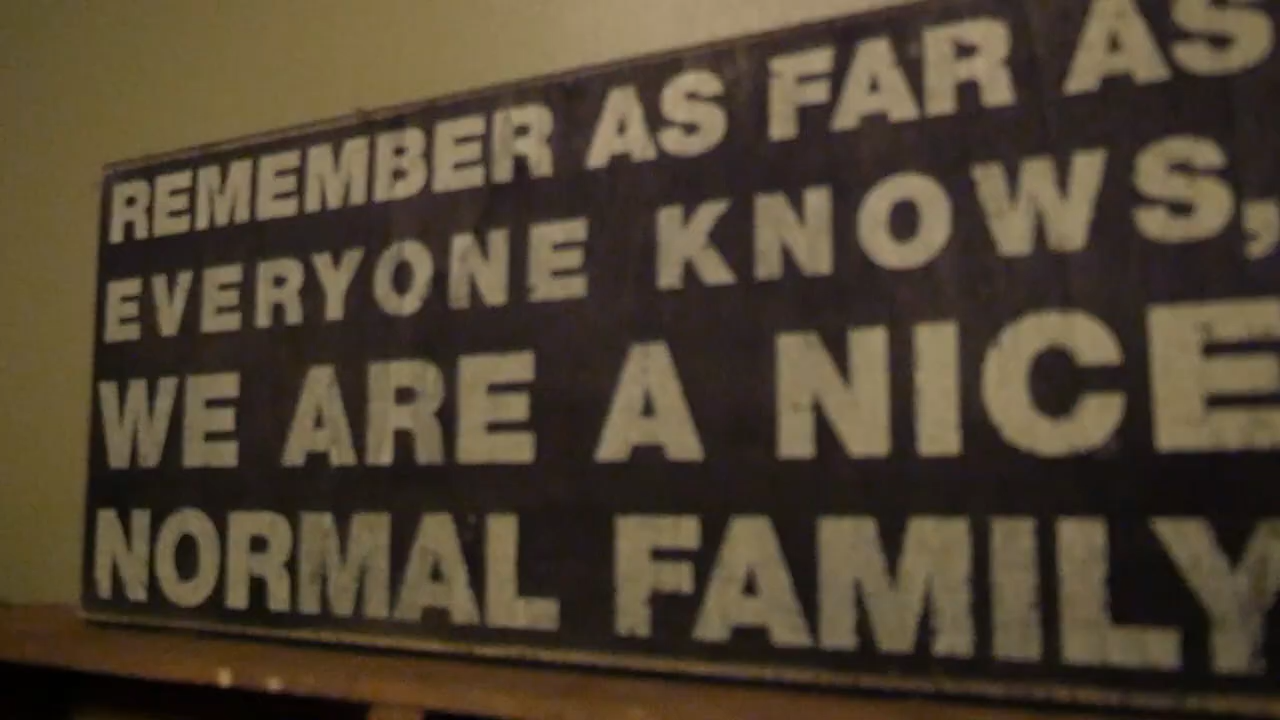 REMEMBER AS FAR AS
EVERYONE KNOWS,
WE ARE A NICE
NORMAL FAMILY